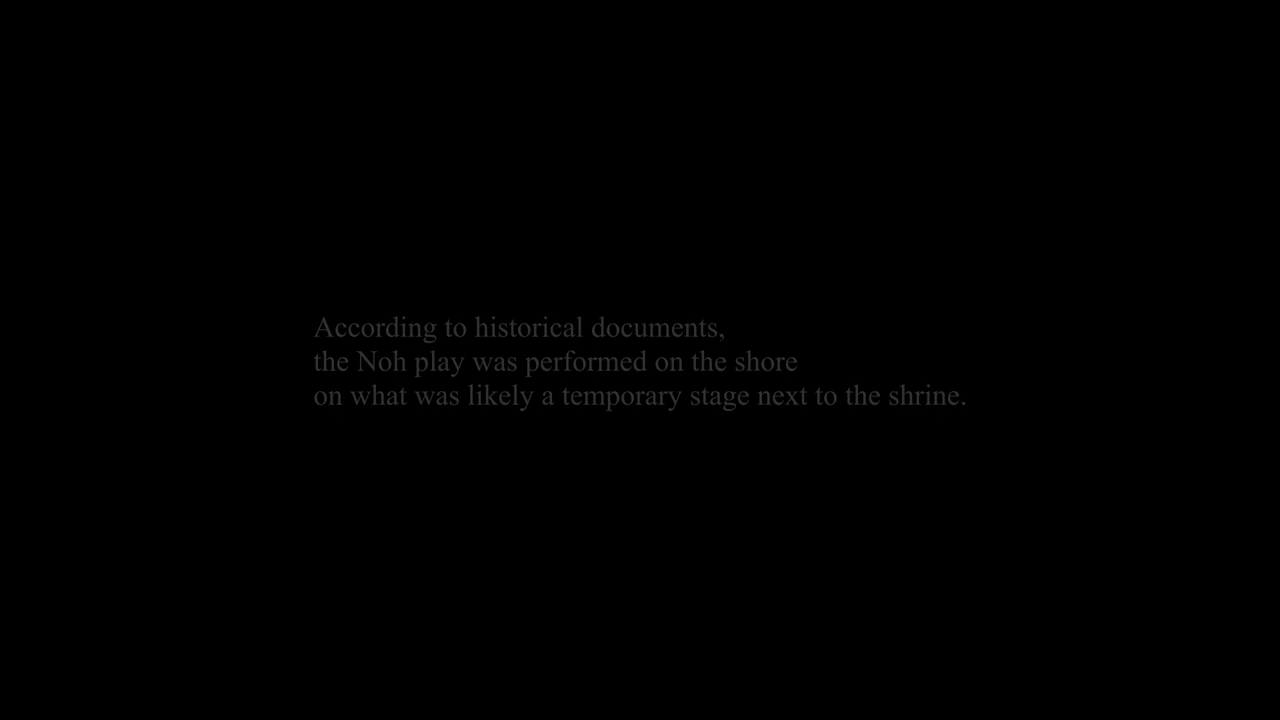 According to historical documents,
the Noh play was performed on the shore
on what was likely a temporary stage next to the shrine.